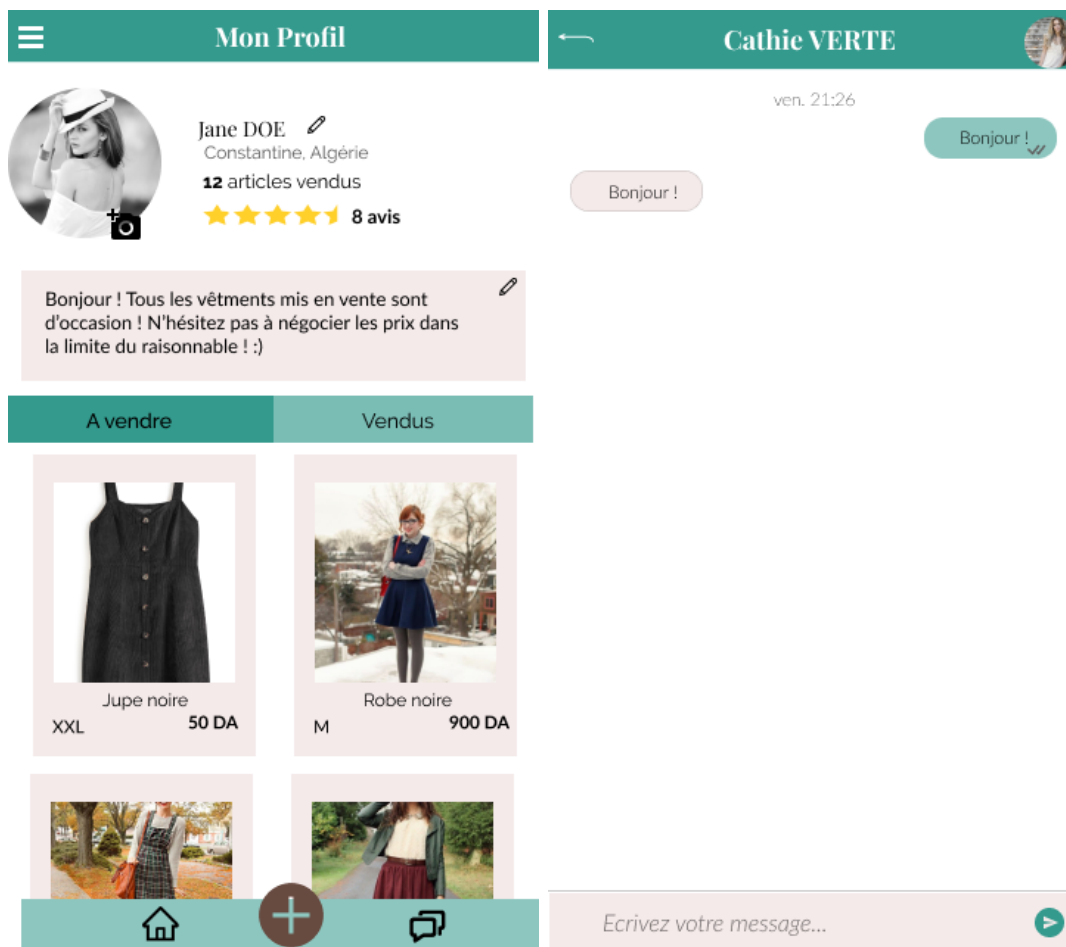 Mon Profil
Jane DOE
Constantine, Algérie
12 articles vendus
8 avis
Bonjour ! Tous les vêtments mis en vente sont
d'occasion ! N'hésitez pas à négocier les prix dans
la limite du raisonnable ! :)
A vendre
Vendus
Jupe noire
XXL
50 DA
Robe noire
M
900 DA
Cathie VERTE
ven. 21:26
Bonjour !
Bonjour !
Ecrivez votre message...